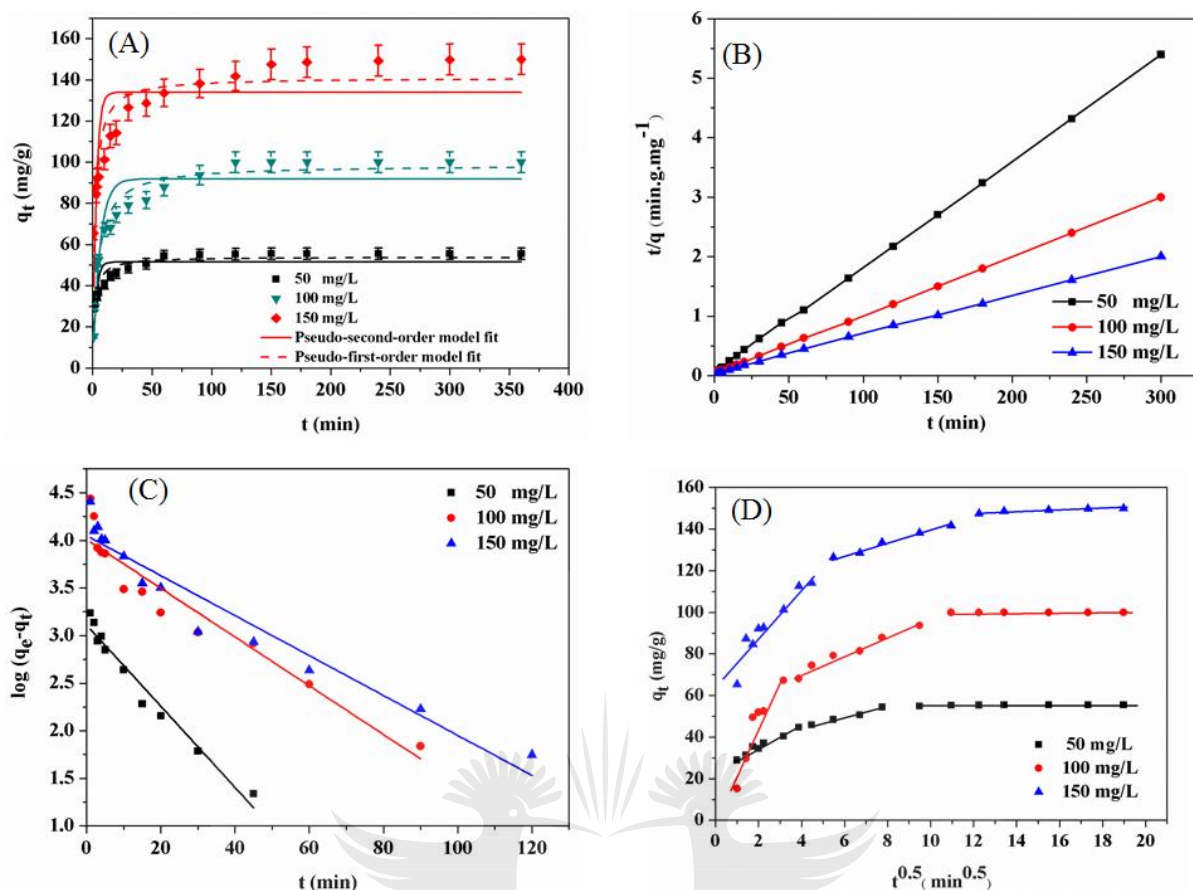 (A)
q_t (mg/g)
160
140
120
100
80
60
40
20
0
50 mg/L
100 mg/L
150 mg/L
Pseudo-second-order model fit
Pseudo-first-order model fit
0 50 100 150 200 250 300 350 400
t (min)
(B)
t/q (min.g.mg⁻¹)
6
5
4
3
2
1
0
50 mg/L
100 mg/L
150 mg/L
0 50 100 150 200 250 300
t (min)
(C)
log (q_e-q_t)
4.5
4.0
3.5
3.0
2.5
2.0
1.5
1.0
50 mg/L
100 mg/L
150 mg/L
0 20 40 60 80 100 120
t (min)
(D)
q_t (mg/g)
160
140
120
100
80
60
40
20
0
50 mg/L
100 mg/L
150 mg/L
0 2 4 6 8 10 12 14 16 18 20
t^0.5 ( min^0.5)